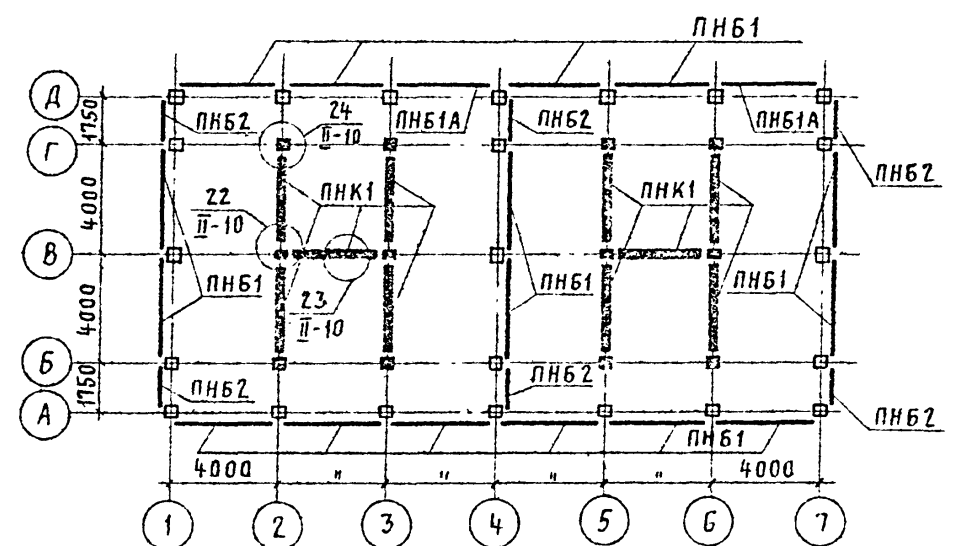 ПНБ1
Д
1750
ПНБ2
24
II-10
ПНБ1А
ПНБ2
ПНБ1А
Г
ПНБ2
4000
22
II-10
ПНК1
ПНК1
В
ПНБ1
23
II-10
ПНБ1
ПНБ1
4000
Б
1750
ПНБ2
ПНБ2
А
ПНБ2
ПНБ1
4000 " " " " 4000
1 2 3 4 5 6 7